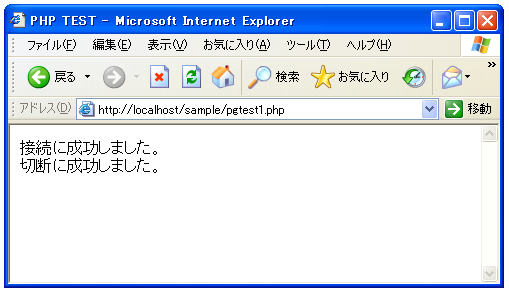 PHP TEST - Microsoft Internet Explorer
ファイル(F) 編集(E) 表示(V) お気に入り(A) ツール(T) ヘルプ(H)
戻る 検索 お気に入り
アドレス(D) http://localhost/sample/pgtest1.php 移動
接続に成功しました。
切断に成功しました。